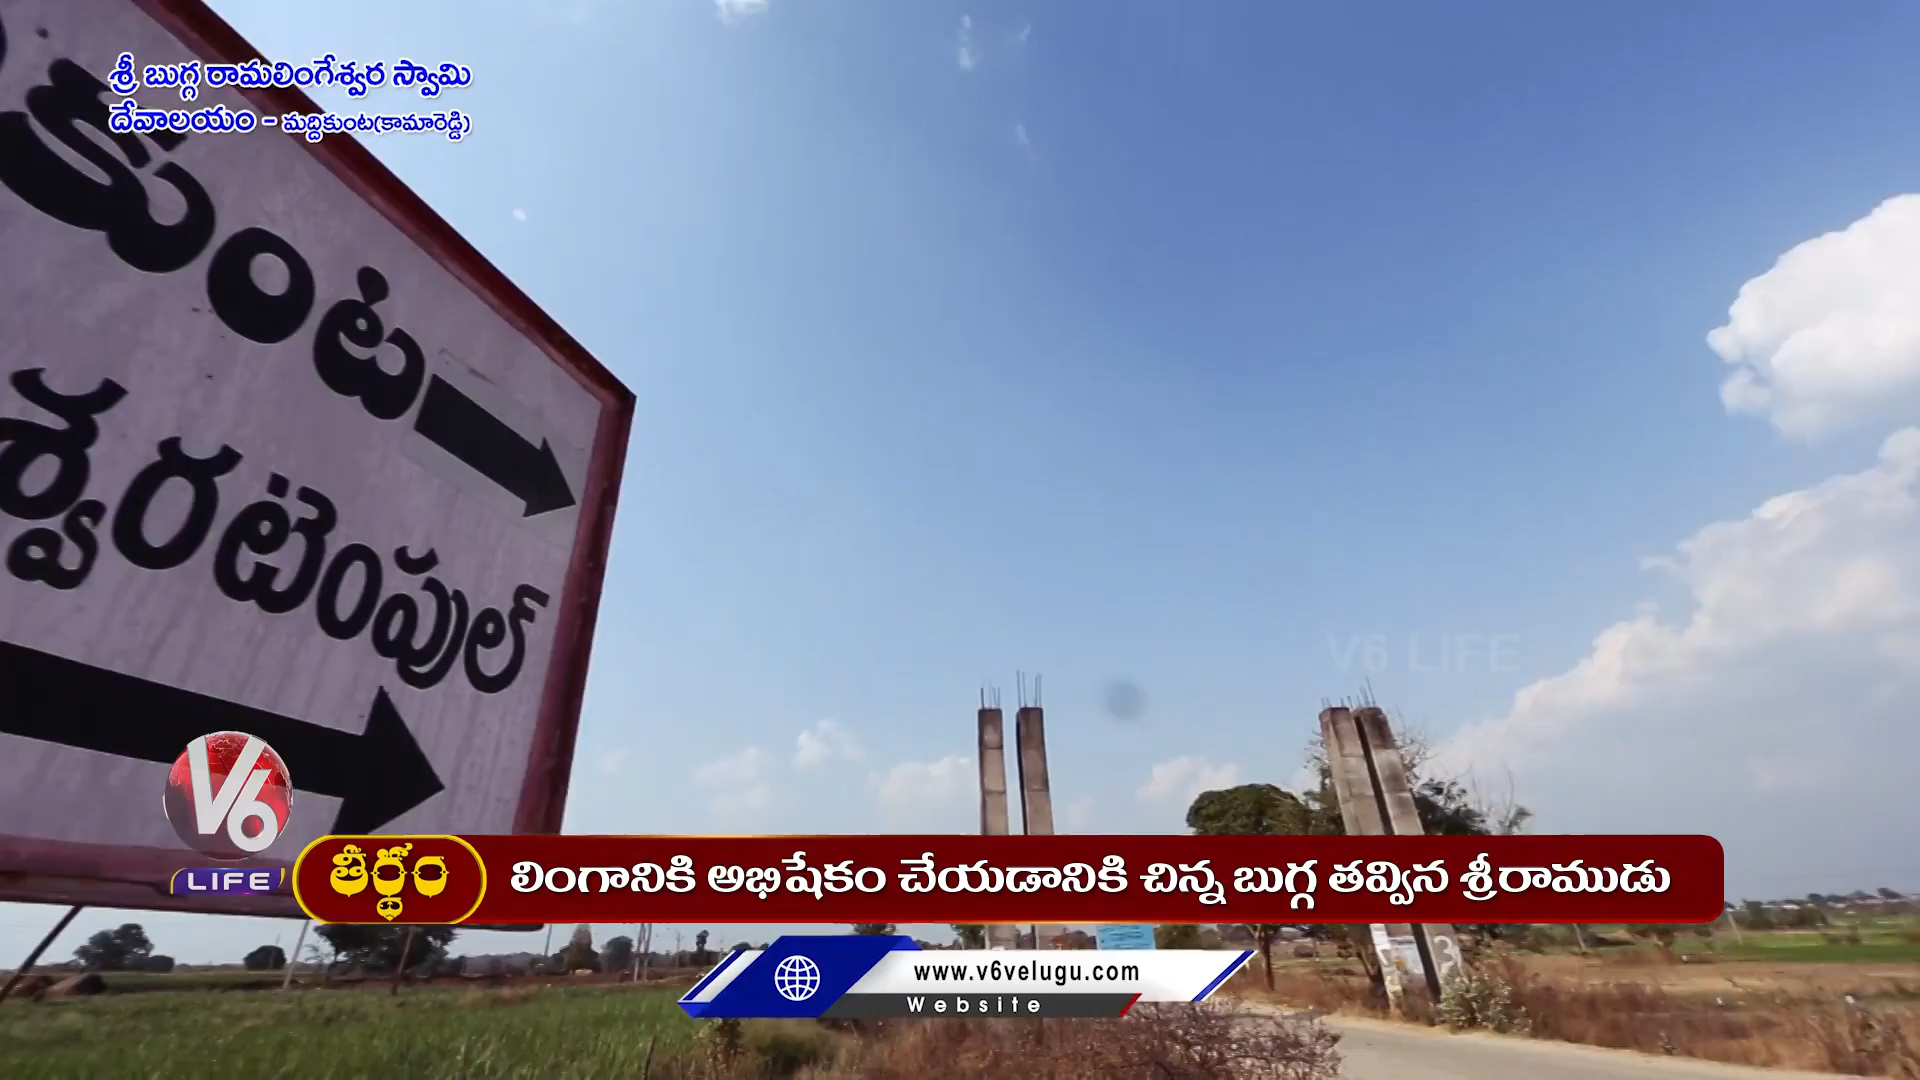 శ్రీ బుగ్గ రామలింగేశ్వర స్వామి
దేవాలయం - మద్దికుంట(కామారెడ్డి)
కుంట
శ్వరటెంపుల్
V6 LIFE
V6
LIFE
తీర్థం
లింగానికి అభిషేకం చేయడానికి చిన్న బుగ్గ తవ్విన శ్రీరాముడు
www.v6velugu.com
Website